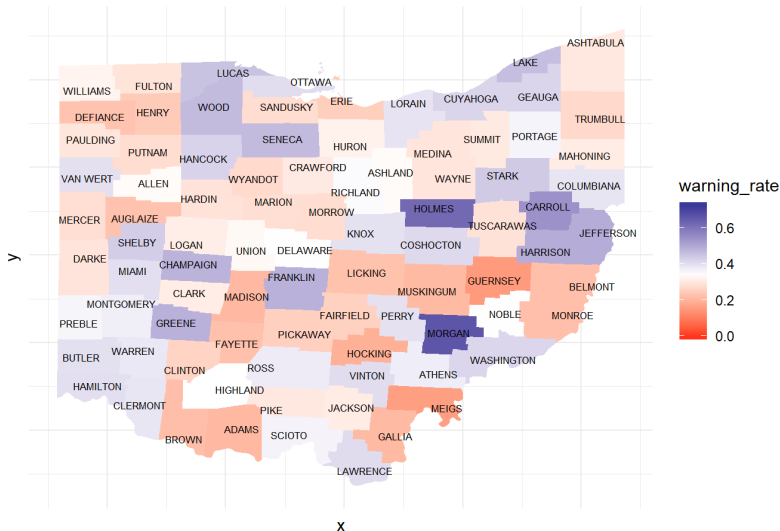 ASHTABULA
LAKE
LUCAS
OTTAWA
WILLIAMS
FULTON
GEAUGA
CUYAHOGA
ERIE
LORAIN
WOOD
SANDUSKY
HENRY
DEFIANCE
TRUMBULL
PORTAGE
SUMMIT
SENECA
PAULDING
HURON
PUTNAM
MEDINA
MAHONING
HANCOCK
CRAWFORD
ASHLAND
STARK
VAN WERT
ALLEN
WYANDOT
WAYNE
COLUMBIANA
RICHLAND
HARDIN
MARION
HOLMES
CARROLL
MORROW
MERCER
AUGLAIZE
TUSCARAWAS
JEFFERSON
KNOX
SHELBY
LOGAN
UNION
DELAWARE
COSHOCTON
HARRISON
DARKE
CHAMPAIGN
MIAMI
LICKING
FRANKLIN
GUERNSEY
BELMONT
CLARK
MADISON
MUSKINGUM
MONTGOMERY
NOBLE
MONROE
FAIRFIELD
PERRY
PREBLE
GREENE
PICKAWAY
MORGAN
FAYETTE
WARREN
HOCKING
BUTLER
WASHINGTON
CLINTON
ROSS
VINTON
ATHENS
HAMILTON
HIGHLAND
CLERMONT
PIKE
JACKSON
MEIGS
ADAMS
SCIOTO
BROWN
GALLIA
LAWRENCE
x
y
warning_rate
0.6
0.4
0.2
0.0